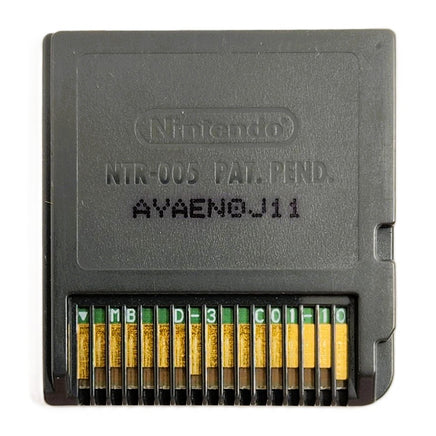 Nintendo
NTR-005 PAT. PEND.
AYAEN0J11
▼ MB D-3 C01-10